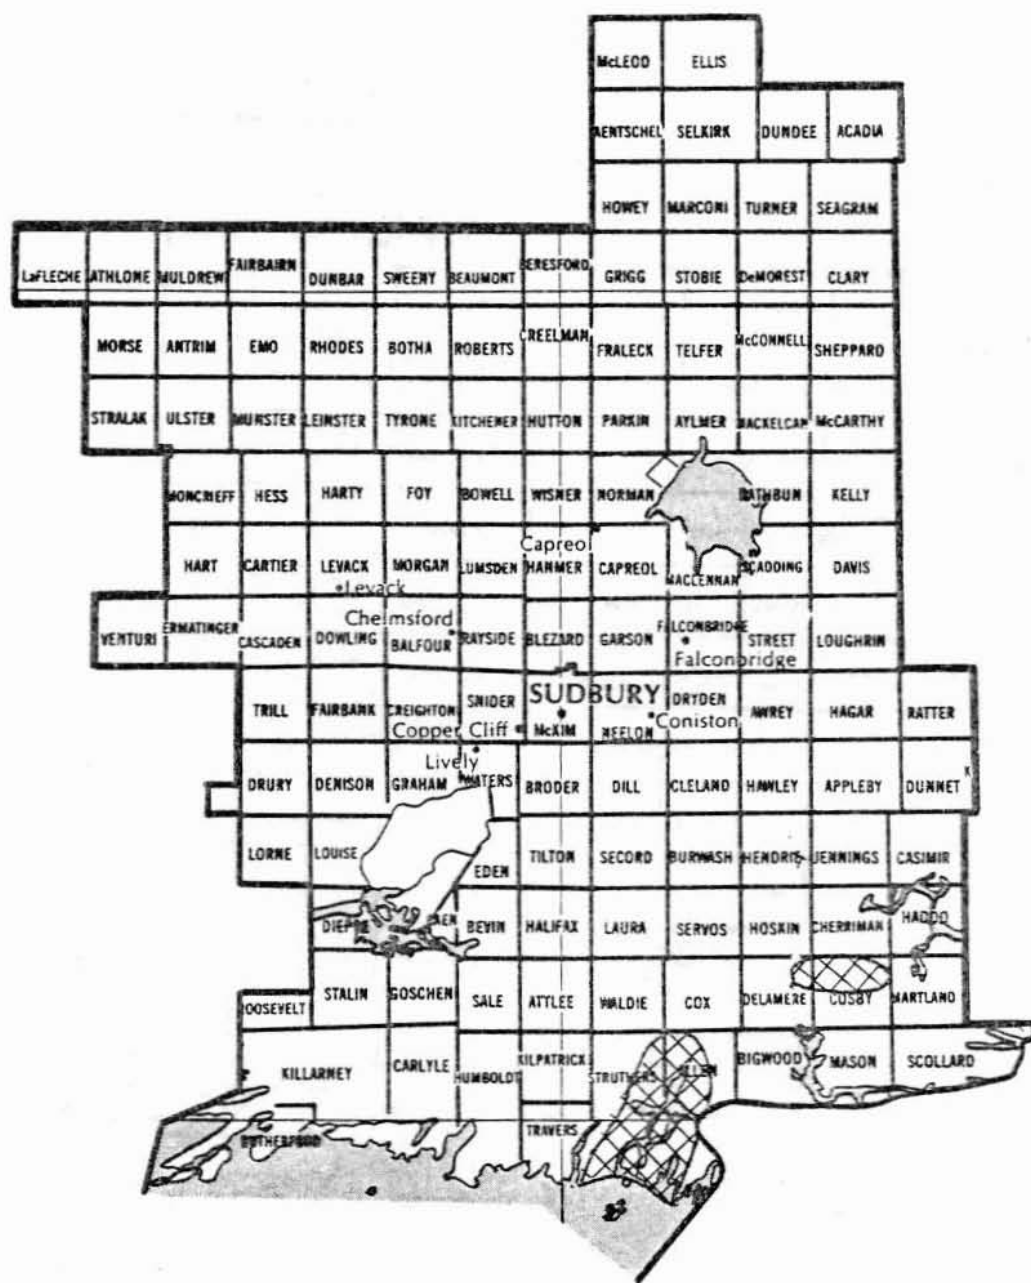 McLEOD ELLIS
AENTSCHEL SELKIRK DUNDEE ACADIA
HOWEY MARCONI TURNER SEAGRAM
LaFLECHE ATHLONE MULDREW FAIRBAIRN DUNBAR SWEENY BEAUMONT BERESFORD GRIGG STOBIE DeMOREST CLARY
MORSE ANTRIM EMO RHODES BOTHA ROBERTS CREELMAN FRALECK TELFER McCONNELL SHEPPARD
STRALAK ULSTER MUNSTER LEINSTER TYRONE KITCHENER HUTTON PARKIN AYLMER MACKELCAN McCARTHY
MONCRIEFF HESS HARTY FOY BOWELL WISNER NORMAN RATHBUN KELLY
Capreol
HART CARTIER LEVACK MORGAN LUMSDEN HANMER CAPREOL MACLENNAN SCADDING DAVIS
Levack
Chelmsford
VENTURI ERMATINGER CASCADEN DOWLING BALFOUR RAYSIDE BLEZARD GARSON FALCONBRIDGE STREET LOUGHRIN
Falconbridge
SUDBURY
TRILL FAIRBANK CREIGHTON SNIDER McKIM NEELON DRYDEN AWREY HAGAR RATTER
Copper Cliff Coniston
Lively
DRURY DENISON GRAHAM WATERS BRODER DILL CLELAND HAWLEY APPLEBY DUNNET
x
LORNE LOUISE EDEN TILTON SECORD BURWASH HENDRIE JENNINGS CASIMIR
DIEPPE BEVIN HALIFAX LAURA SERVOS HOSKIN CHERRIMAN HADDO
ROOSEVELT STALIN GOSCHEN SALE ATTLEE WALDIE COX DELAMERE COSBY MARTLAND
KILLARNEY CARLYLE HUMBOLDT KILPATRICK STRUTHERS ALLEN BIGWOOD MASON SCOLLARD
RUTHERFORD TRAVERS